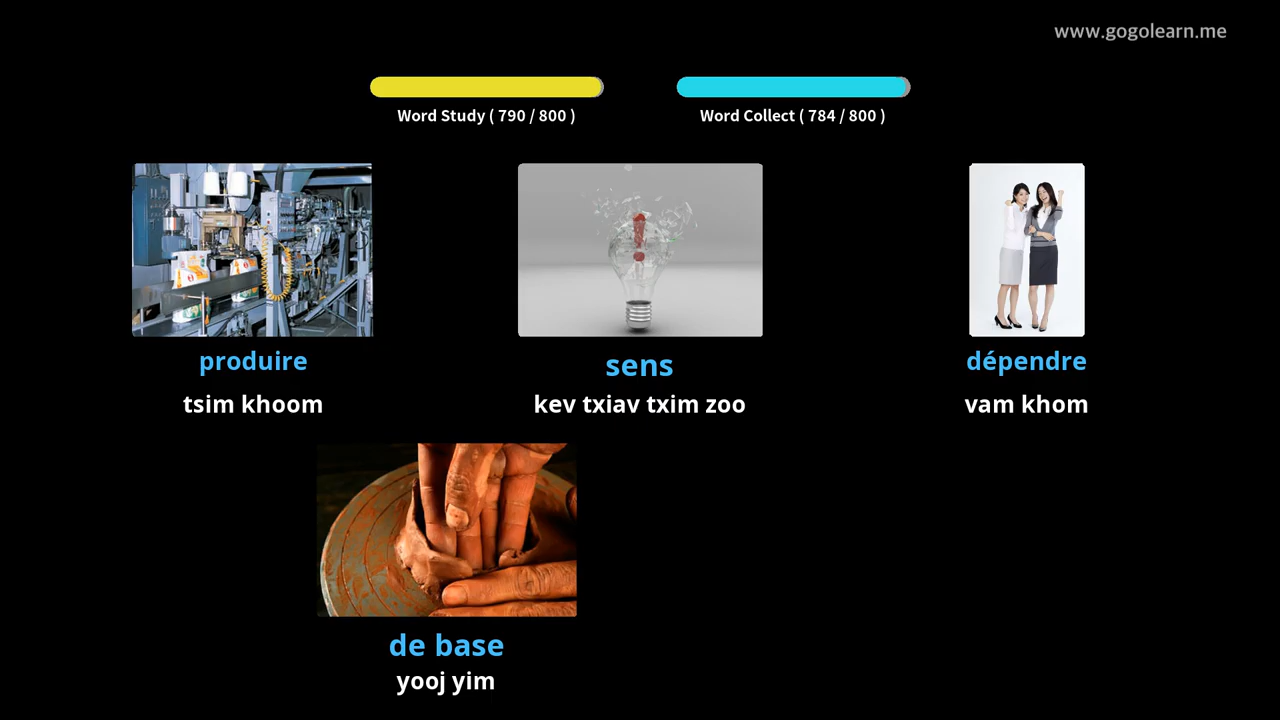 www.gogolearn.me
Word Study ( 790 / 800 )
Word Collect ( 784 / 800 )
produire
sens
dépendre
tsim khoom
kev txiav txim zoo
vam khom
de base
yooj yim